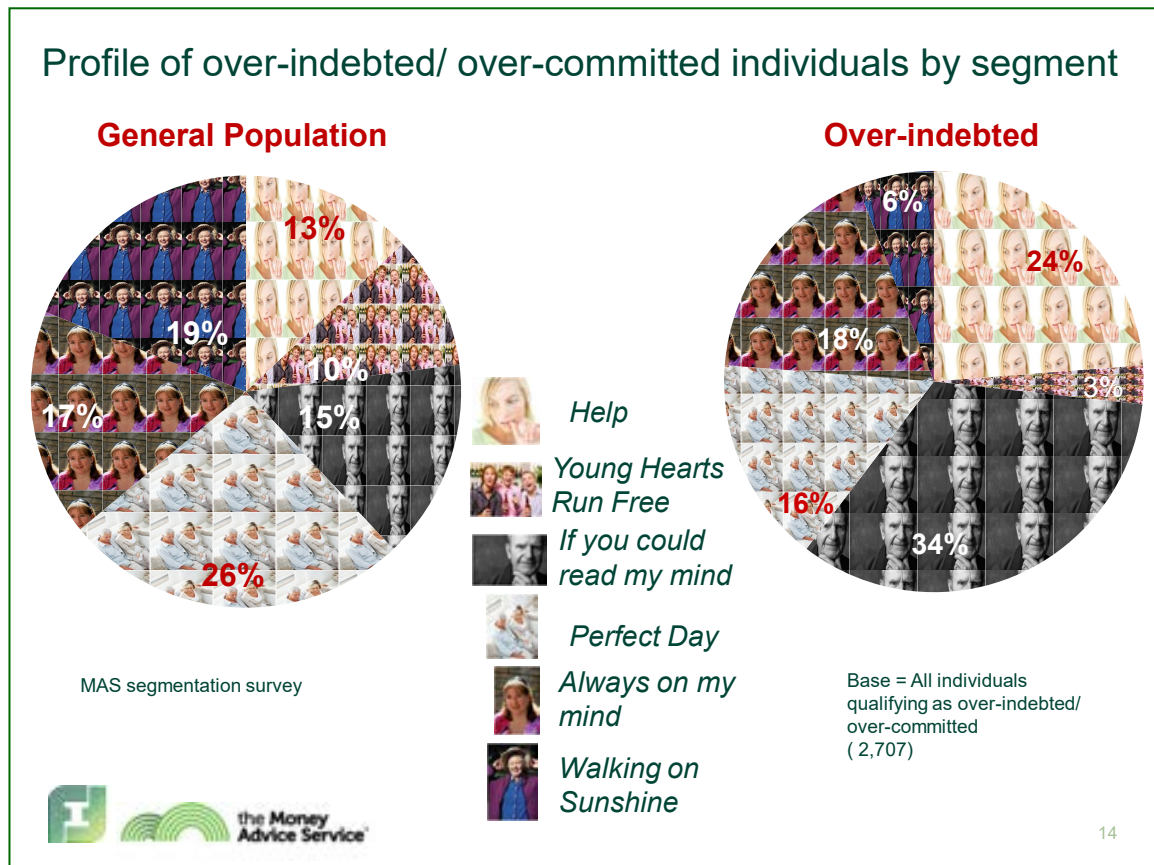 Profile of over-indebted/ over-committed individuals by segment
General Population
Over-indebted
13%
10%
15%
26%
17%
19%
6%
24%
3%
34%
16%
18%
Help
Young Hearts
Run Free
If you could
read my mind
Perfect Day
Always on my
mind
Walking on
Sunshine
MAS segmentation survey
Base = All individuals
qualifying as over-indebted/
over-committed
( 2,707)
the Money
Advice Service
14